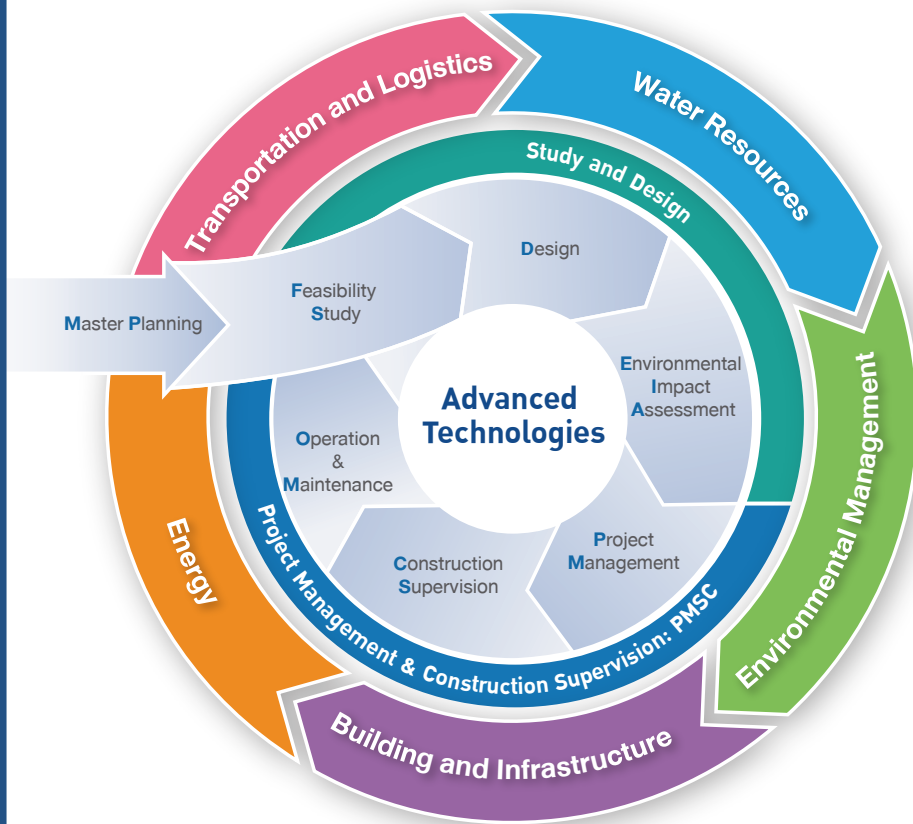 Transportation and Logistics
Water Resources
Environmental Management
Building and Infrastructure
Energy
Study and Design
Project Management & Construction Supervision: PMSC
Master Planning
Feasibility
Study
Design
Environmental
Impact
Assessment
Project
Management
Construction
Supervision
Operation
&
Maintenance
Advanced
Technologies